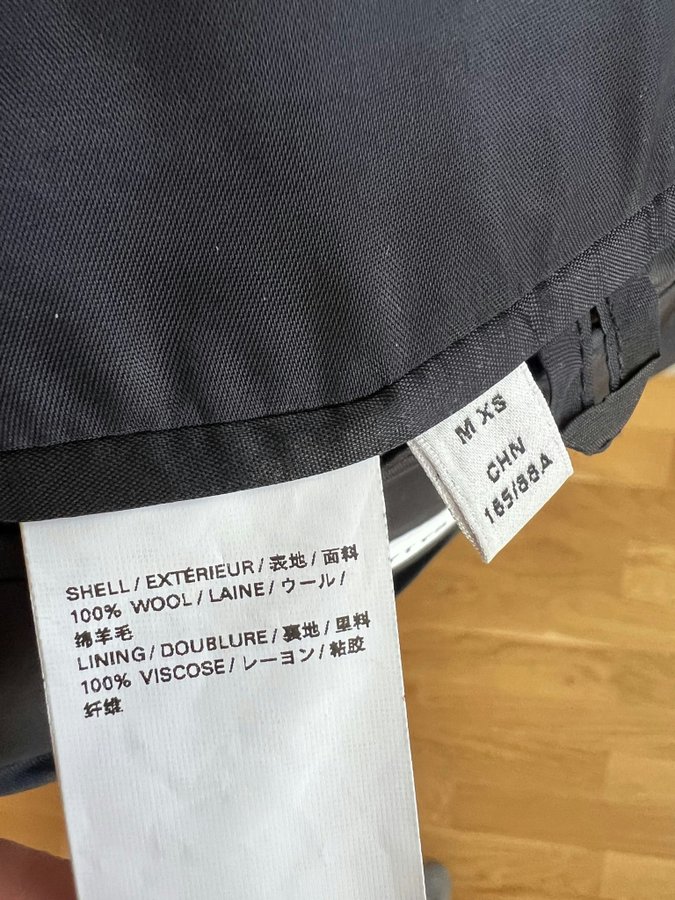 M XS
CHN
165/88A
SHELL / EXTÉRIEUR / 表地 / 面料
100% WOOL / LAINE / ウール /
绵羊毛
LINING / DOUBLURE / 裏地 / 里料
100% VISCOSE / レーヨン / 粘胶
纤维